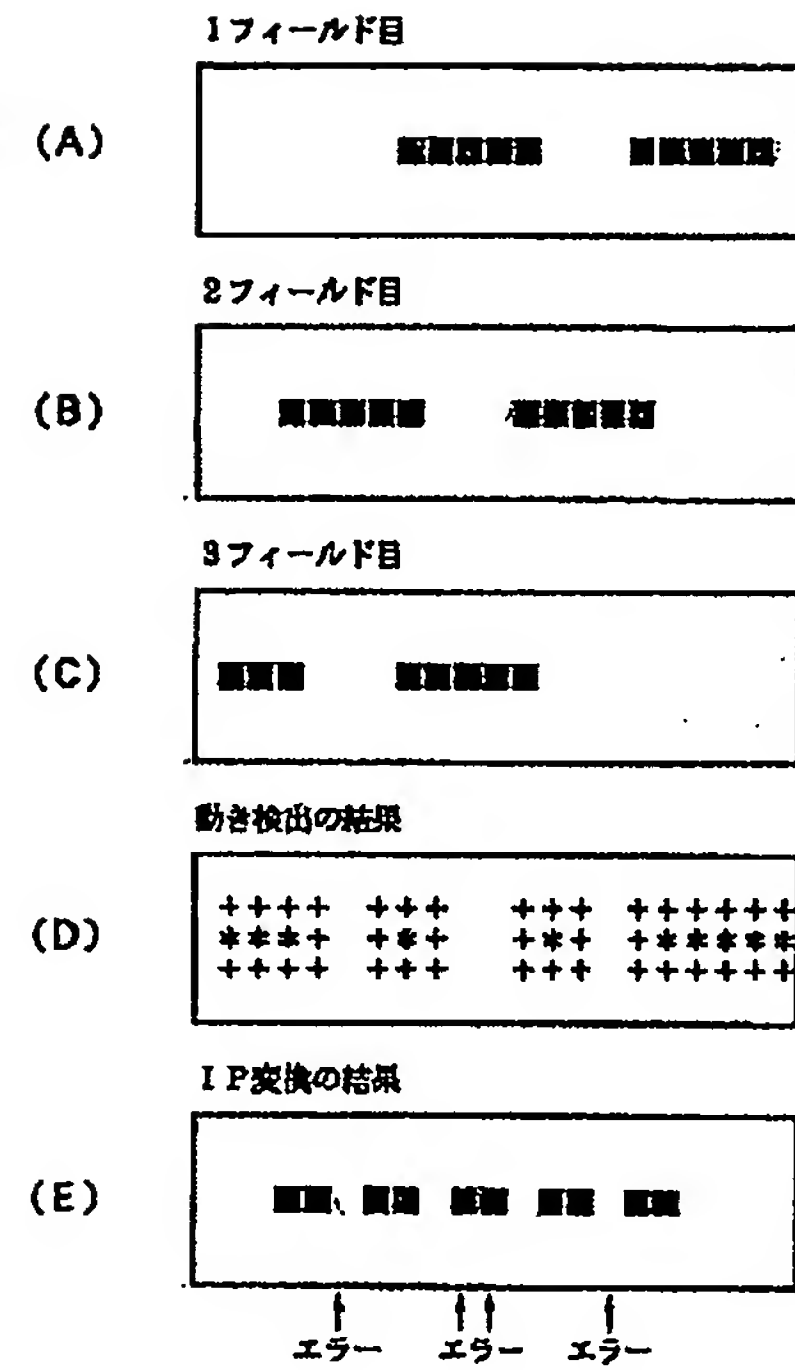 1フィールド目
(A)
2フィールド目
(B)
3フィールド目
(C)
動き検出の結果
(D)
++++ +++ +++ ++++++
***+ +*+ +*+ +*****
++++ +++ +++ ++++++
IP変換の結果
(E)
エラー エラー エラー